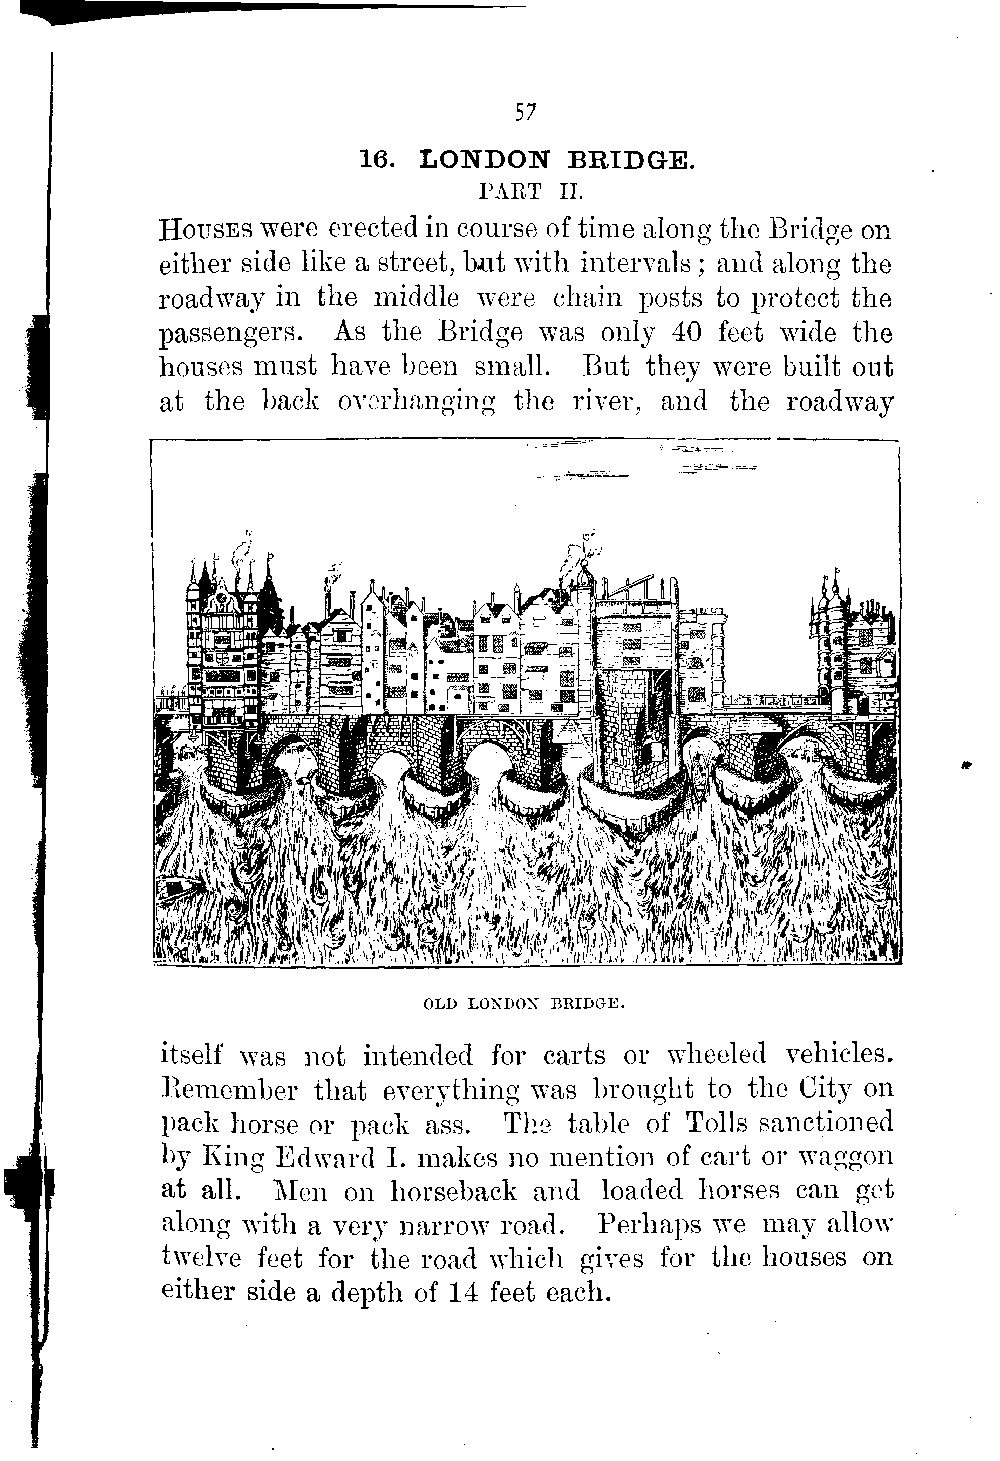 57
16. LONDON BRIDGE.
PART II.
HOUSES were erected in course of time along the Bridge on
either side like a street, but with intervals; and along the
roadway in the middle were chain posts to protect the
passengers. As the Bridge was only 40 feet wide the
houses must have been small. But they were built out
at the back overhanging the river, and the roadway
OLD LONDON BRIDGE.
itself was not intended for carts or wheeled vehicles.
Remember that everything was brought to the City on
pack horse or pack ass. The table of Tolls sanctioned
by King Edward I. makes no mention of cart or waggon
at all. Men on horseback and loaded horses can get
along with a very narrow road. Perhaps we may allow
twelve feet for the road which gives for the houses on
either side a depth of 14 feet each.